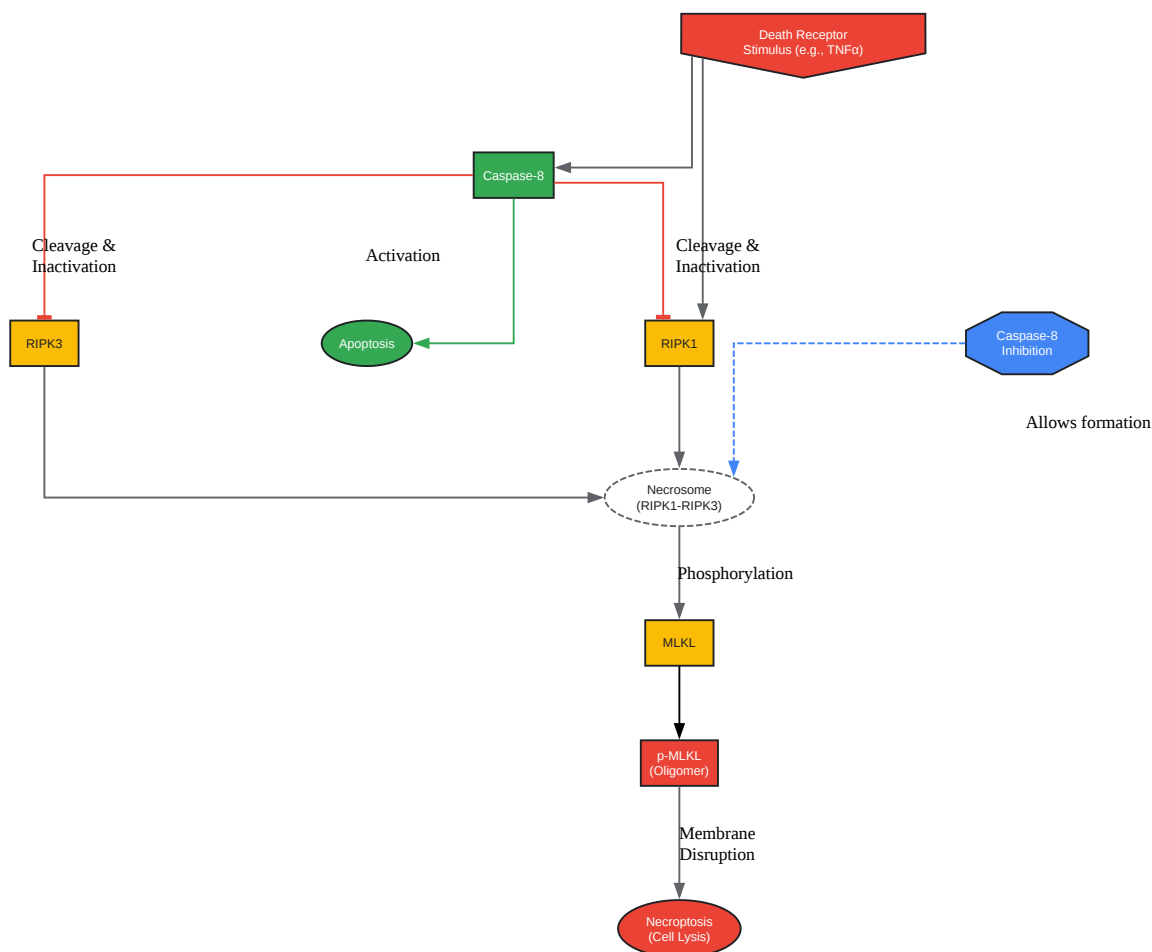 Death Receptor
Stimulus (e.g., TNFα)
Caspase-8
Cleavage &
Inactivation
Activation
Cleavage &
Inactivation
RIPK3
Apoptosis
RIPK1
Caspase-8
Inhibition
Allows formation
Necrosome
(RIPK1-RIPK3)
Phosphorylation
MLKL
p-MLKL
(Oligomer)
Membrane
Disruption
Necroptosis
(Cell Lysis)